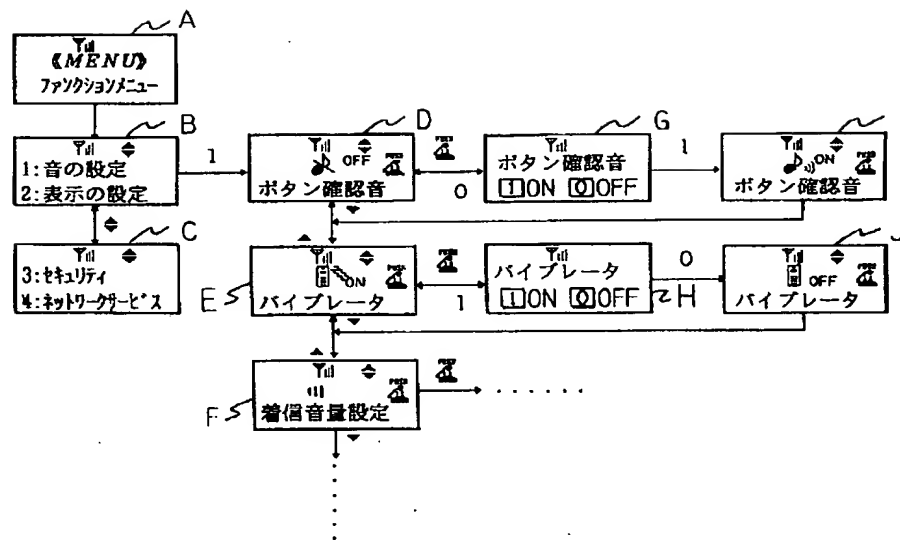 A
《MENU》
ファンクションメニュー
B
1:音の設定
2:表示の設定
1
C
3:セキュリティ
4:ネットワークサービス
D
OFF
ボタン確認音
0
G
ボタン確認音
1ON 0OFF
1
ON
ボタン確認音
E
ON
バイブレータ
1
バイブレータ
1ON 0OFF
H
0
OFF
バイブレータ
F
着信音量設定